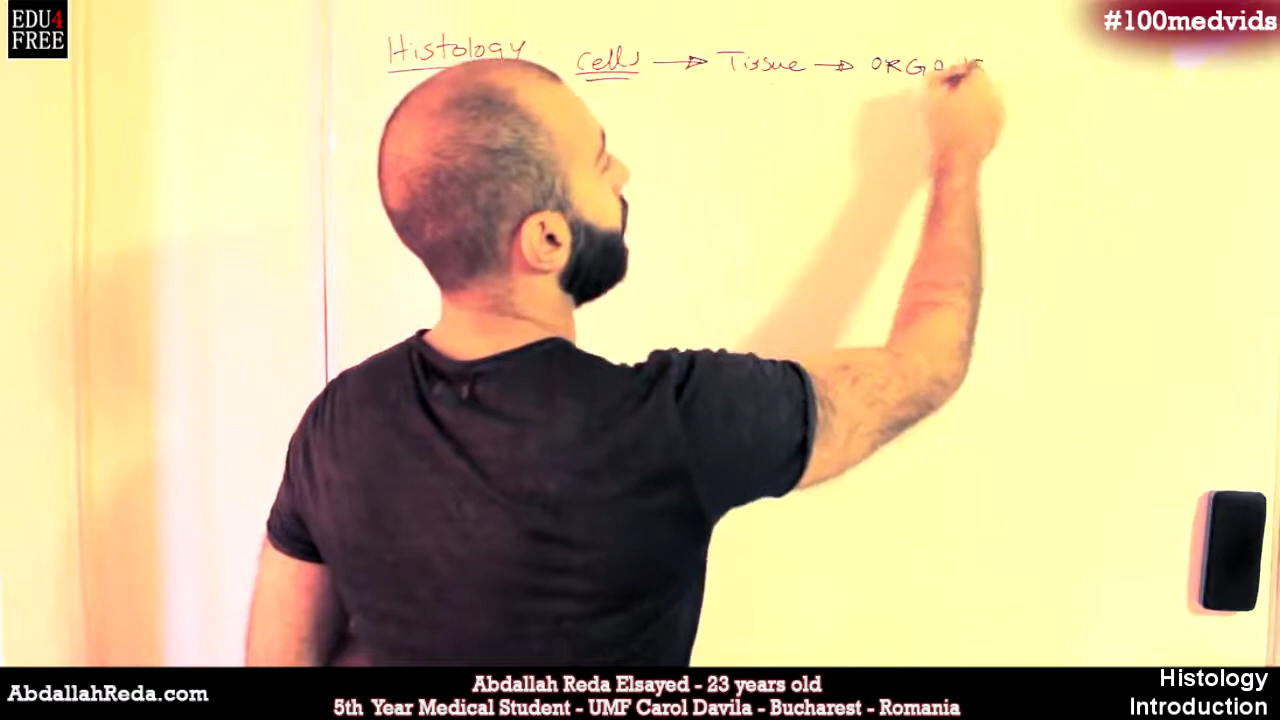 EDU4
FREE
#100medvids
Histology: Cells → Tissue → ORGA
AbdallahReda.com
Abdallah Reda Elsayed - 23 years old
5th Year Medical Student - UMF Carol Davila - Bucharest - Romania
Histology
Introduction